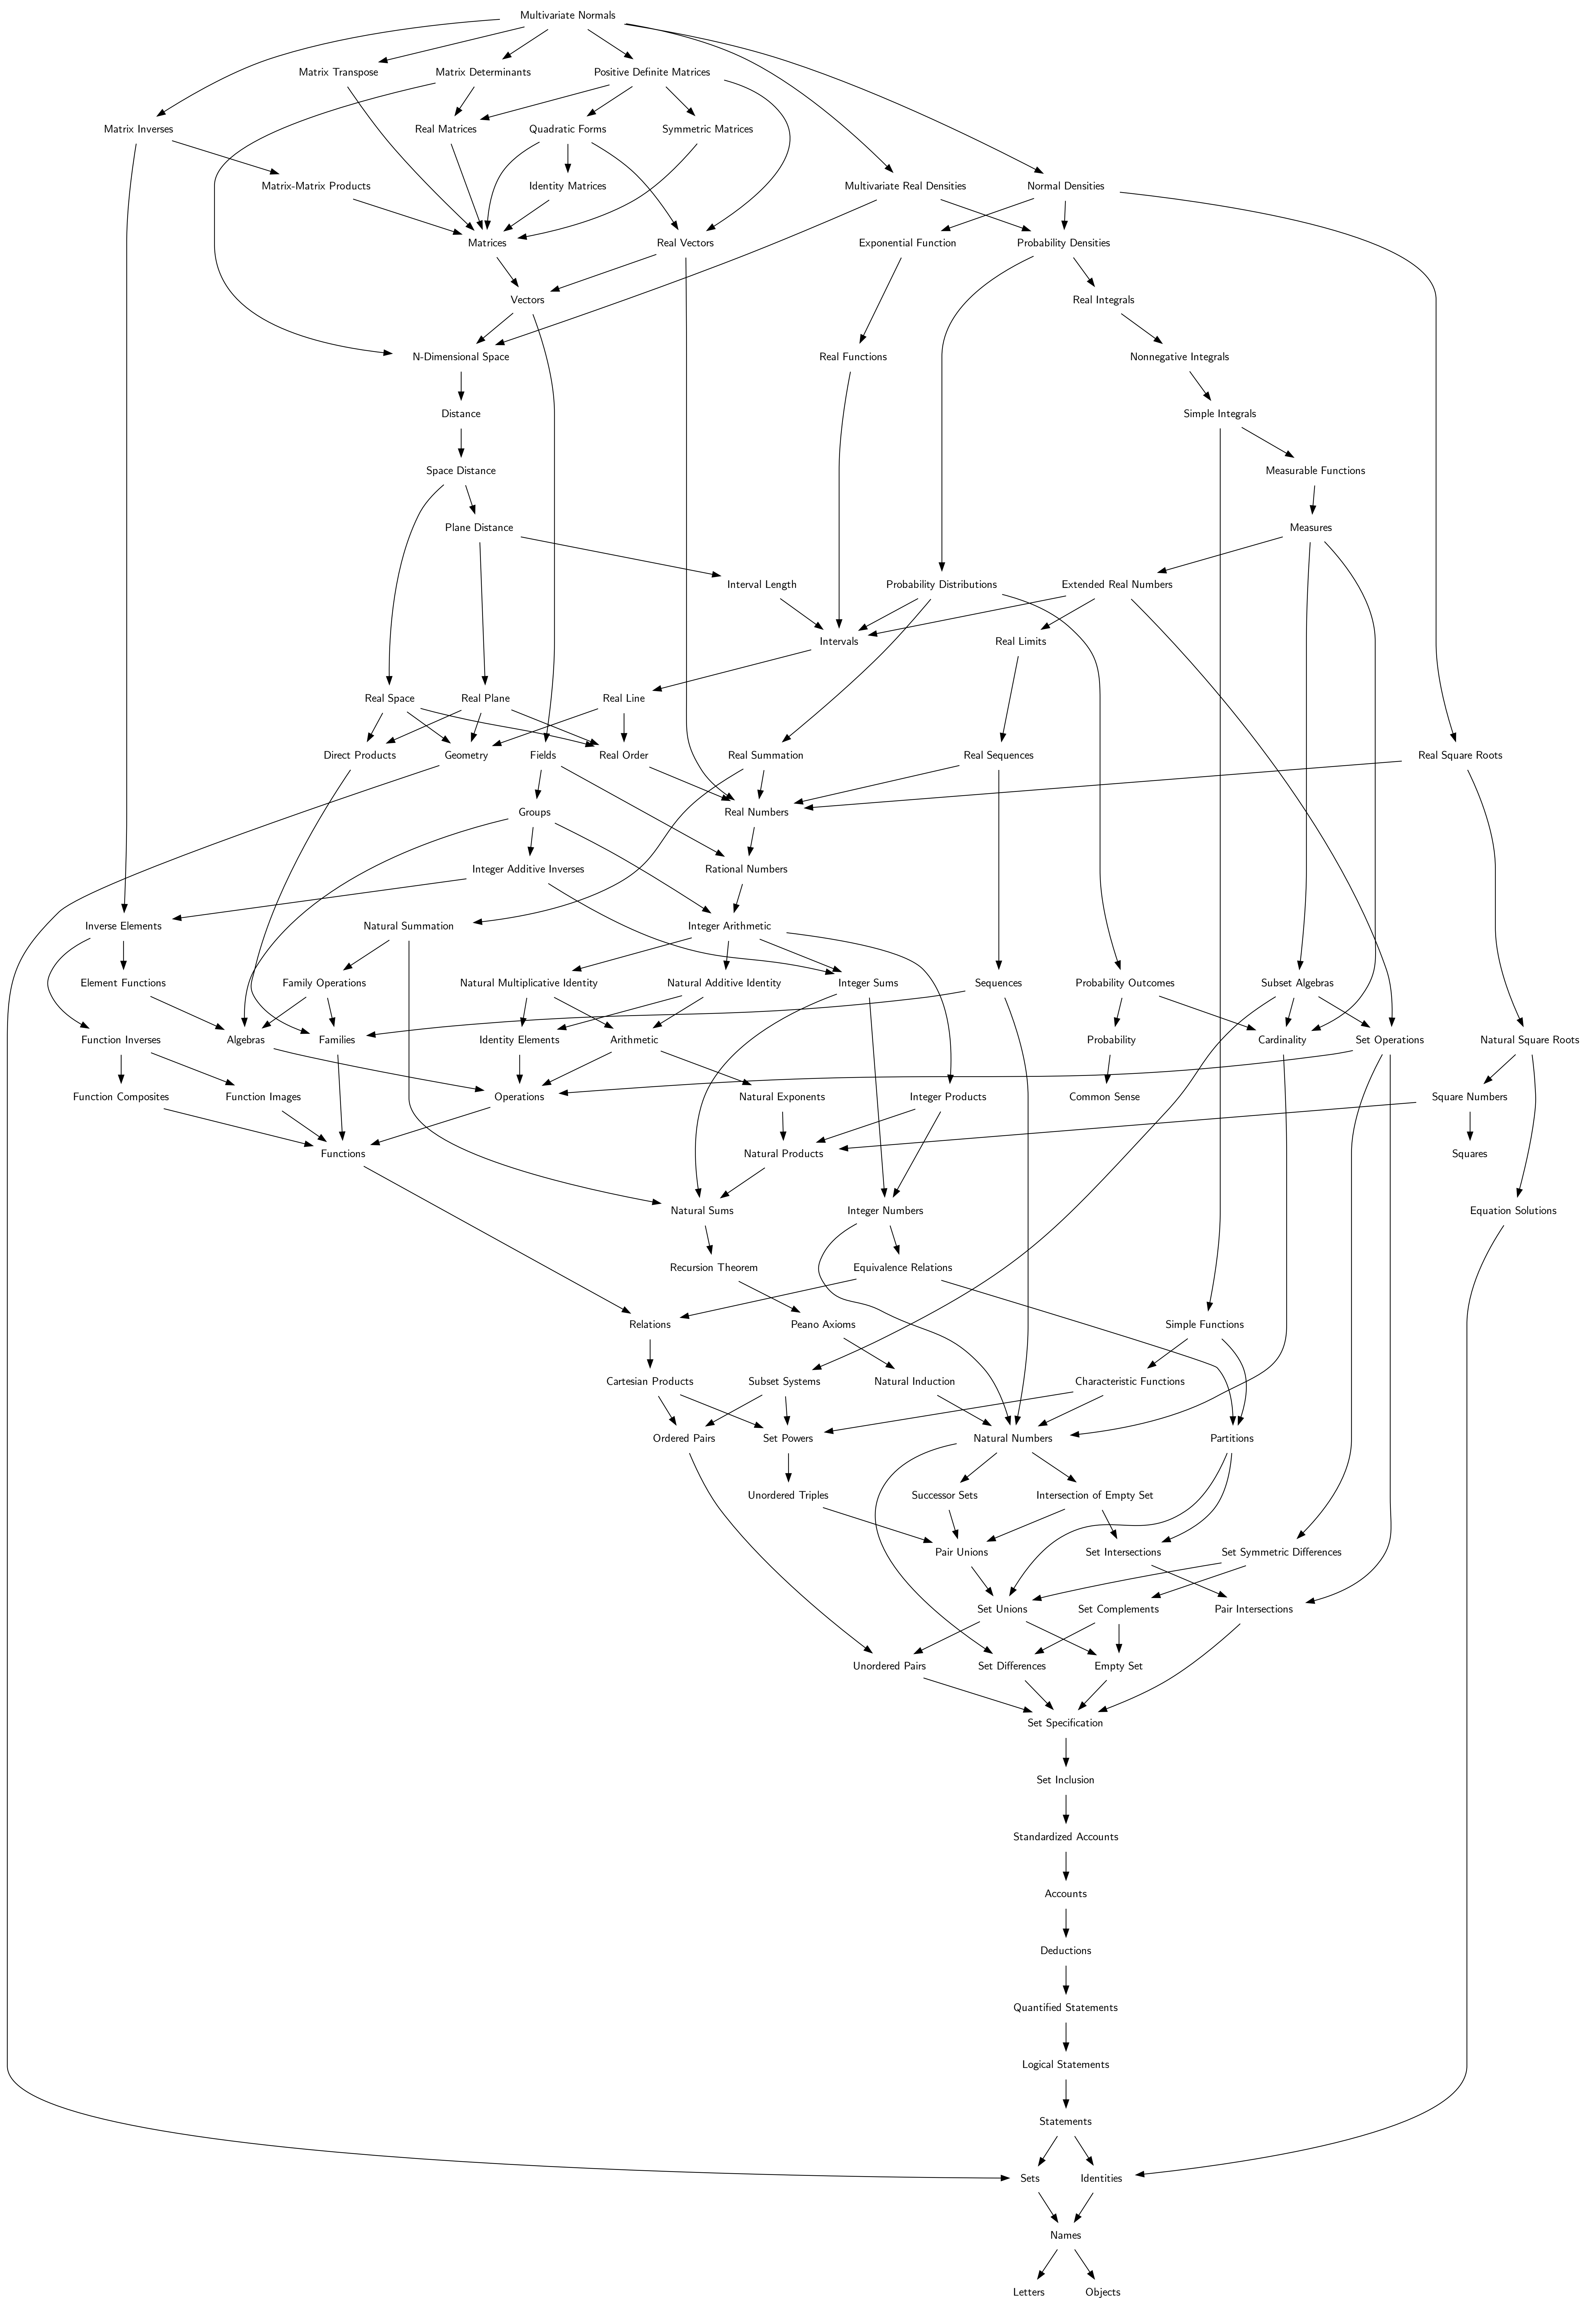 Multivariate Normals
Matrix Transpose
Matrix Determinants
Positive Definite Matrices
Matrix Inverses
Real Matrices
Quadratic Forms
Symmetric Matrices
Matrix-Matrix Products
Identity Matrices
Multivariate Real Densities
Normal Densities
Matrices
Real Vectors
Exponential Function
Probability Densities
Vectors
Real Integrals
N-Dimensional Space
Real Functions
Nonnegative Integrals
Distance
Simple Integrals
Space Distance
Measurable Functions
Plane Distance
Measures
Interval Length
Probability Distributions
Extended Real Numbers
Intervals
Real Limits
Real Space
Real Plane
Real Line
Direct Products
Geometry
Fields
Real Order
Real Summation
Real Sequences
Real Square Roots
Groups
Real Numbers
Integer Additive Inverses
Rational Numbers
Inverse Elements
Natural Summation
Integer Arithmetic
Element Functions
Family Operations
Natural Multiplicative Identity
Natural Additive Identity
Integer Sums
Sequences
Probability Outcomes
Subset Algebras
Function Inverses
Algebras
Families
Identity Elements
Arithmetic
Probability
Cardinality
Set Operations
Natural Square Roots
Function Composites
Function Images
Operations
Natural Exponents
Integer Products
Common Sense
Square Numbers
Functions
Natural Products
Squares
Natural Sums
Integer Numbers
Equation Solutions
Recursion Theorem
Equivalence Relations
Relations
Peano Axioms
Simple Functions
Cartesian Products
Subset Systems
Natural Induction
Characteristic Functions
Ordered Pairs
Set Powers
Natural Numbers
Partitions
Unordered Triples
Successor Sets
Intersection of Empty Set
Pair Unions
Set Intersections
Set Symmetric Differences
Set Unions
Set Complements
Pair Intersections
Unordered Pairs
Set Differences
Empty Set
Set Specification
Set Inclusion
Standardized Accounts
Accounts
Deductions
Quantified Statements
Logical Statements
Statements
Sets
Identities
Names
Letters
Objects